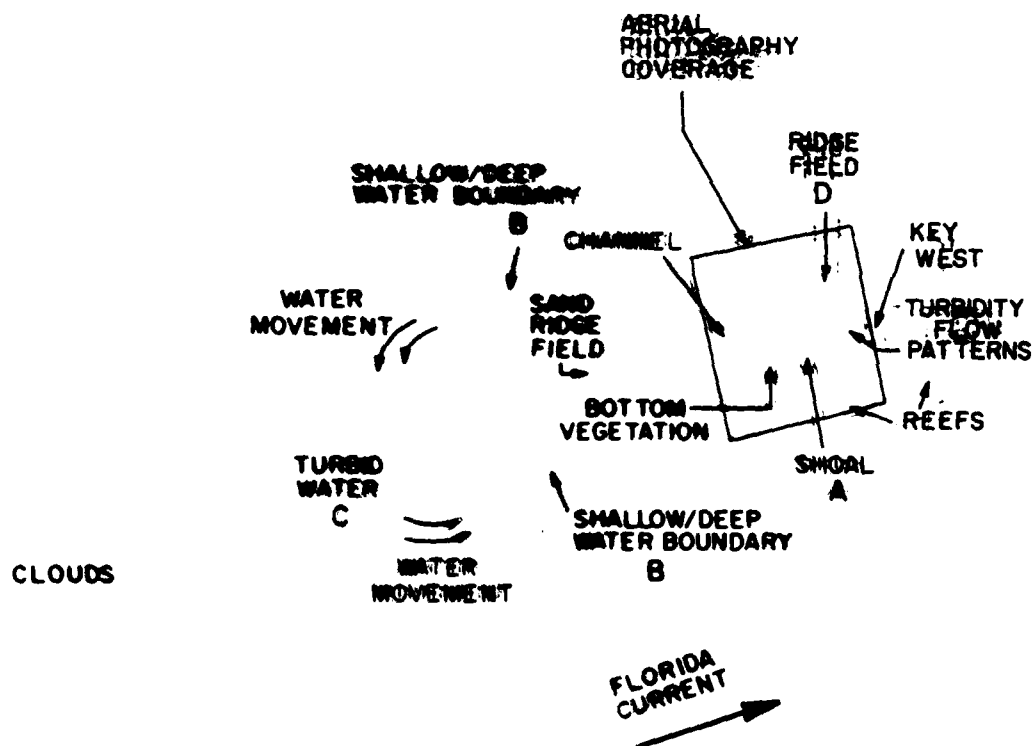 AERIAL
PHOTOGRAPHY
COVERAGE
RIDGE
FIELD
D
SHALLOW/DEEP
WATER BOUNDARY
B
CHANNEL
KEY
WEST
WATER
MOVEMENT
SAND
RIDGE
FIELD
TURBIDITY
FLOW
PATTERNS
BOTTOM
VEGETATION
REEFS
TURBID
WATER
C
SHOAL
A
SHALLOW/DEEP
WATER BOUNDARY
B
CLOUDS
WATER
MOVEMENT
FLORIDA
CURRENT